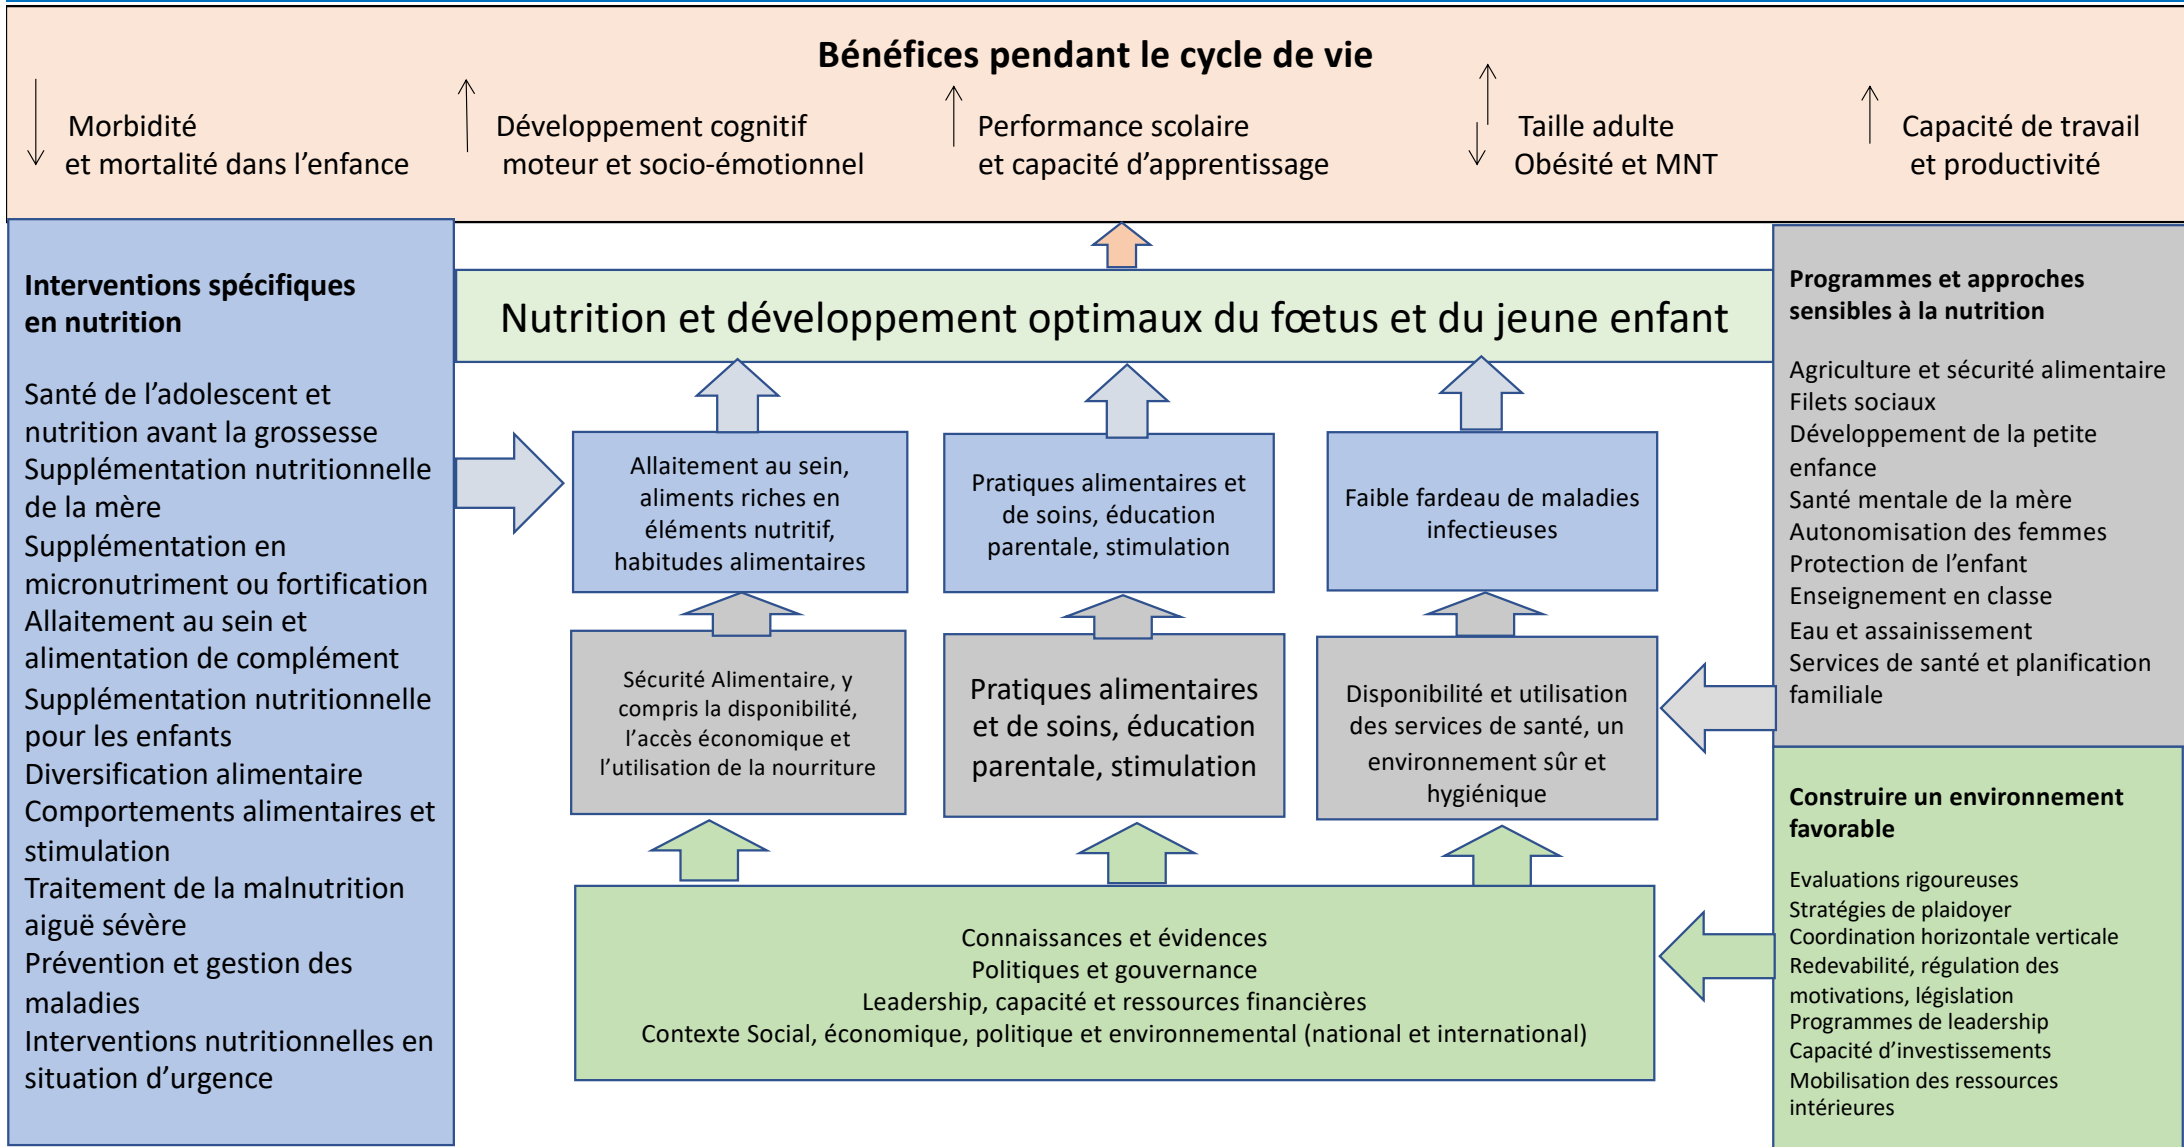 Bénéfices pendant le cycle de vie
Morbidité
et mortalité dans l'enfance
Développement cognitif
moteur et socio-émotionnel
Performance scolaire
et capacité d'apprentissage
Taille adulte
Obésité et MNT
Capacité de travail
et productivité
Interventions spécifiques
en nutrition
Santé de l'adolescent et
nutrition avant la grossesse
Supplémentation nutritionnelle
de la mère
Supplémentation en
micronutriment ou fortification
Allaitement au sein et
alimentation de complément
Supplémentation nutritionnelle
pour les enfants
Diversification alimentaire
Comportements alimentaires et
stimulation
Traitement de la malnutrition
aiguë sévère
Prévention et gestion des
maladies
Interventions nutritionnelles en
situation d'urgence
Nutrition et développement optimaux du fœtus et du jeune enfant
Allaitement au sein,
aliments riches en
éléments nutritif,
habitudes alimentaires
Pratiques alimentaires et
de soins, éducation
parentale, stimulation
Faible fardeau de maladies
infectieuses
Sécurité Alimentaire, y
compris la disponibilité,
l'accès économique et
l'utilisation de la nourriture
Pratiques alimentaires
et de soins, éducation
parentale, stimulation
Disponibilité et utilisation
des services de santé, un
environnement sûr et
hygiénique
Connaissances et évidences
Politiques et gouvernance
Leadership, capacité et ressources financières
Contexte Social, économique, politique et environnemental (national et international)
Programmes et approches
sensibles à la nutrition
Agriculture et sécurité alimentaire
Filets sociaux
Développement de la petite
enfance
Santé mentale de la mère
Autonomisation des femmes
Protection de l'enfant
Enseignement en classe
Eau et assainissement
Services de santé et planification
familiale
Construire un environnement
favorable
Evaluations rigoureuses
Stratégies de plaidoyer
Coordination horizontale verticale
Redevabilité, régulation des
motivations, législation
Programmes de leadership
Capacité d'investissements
Mobilisation des ressources
intérieures